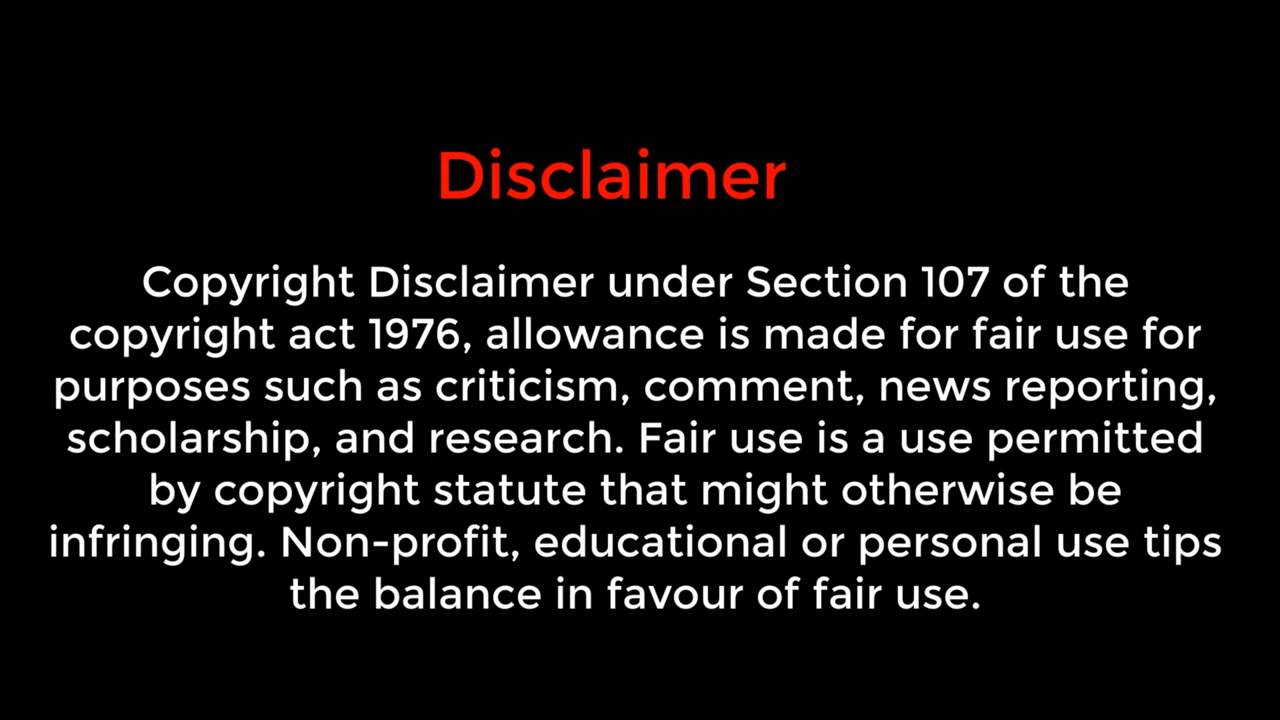 Disclaimer
Copyright Disclaimer under Section 107 of the
copyright act 1976, allowance is made for fair use for
purposes such as criticism, comment, news reporting,
scholarship, and research. Fair use is a use permitted
by copyright statute that might otherwise be
infringing. Non-profit, educational or personal use tips
the balance in favour of fair use.